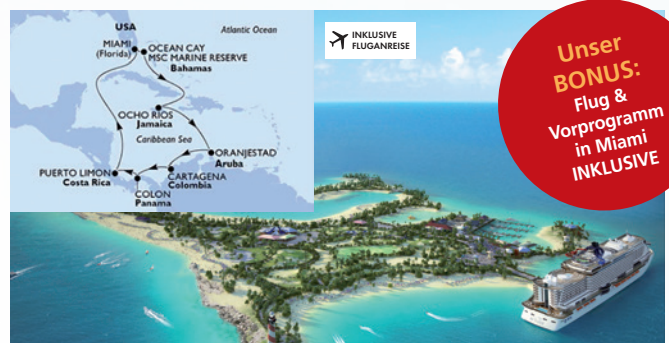 USA
Atlantic Ocean
MIAMI
(Florida)
OCEAN CAY
MSC MARINE RESERVE
Bahamas
OCHO RIOS
Jamaica
Caribbean Sea
ORANJESTAD
Aruba
PUERTO LIMON
Costa Rica
CARTAGENA
Colombia
COLON
Panama
INKLUSIVE
FLUGANREISE
Unser
BONUS:
Flug &
Vorprogramm
in Miami
INKLUSIVE